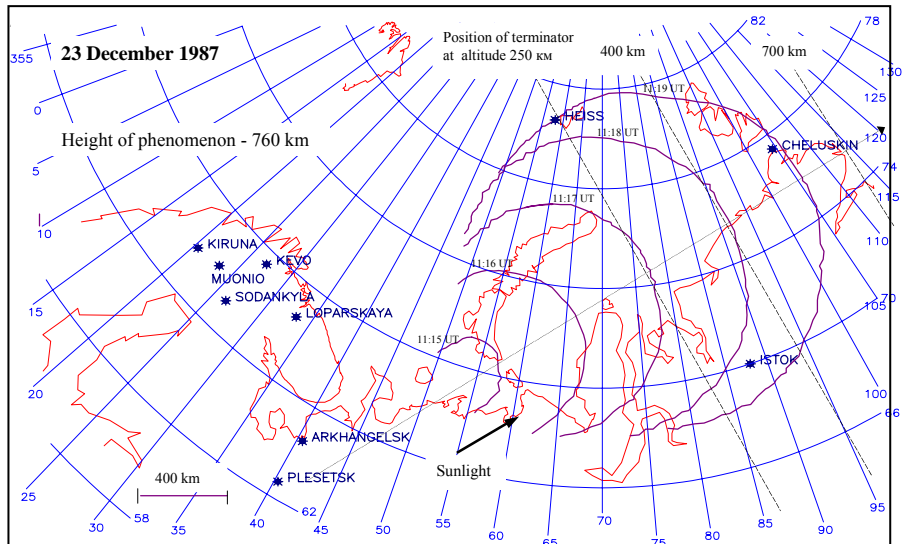 82
78
355
23 December 1987
Position of terminator
at altitude 250 км
400 km
700 km
130
125
0
11:19 UT
HEISS
11:18 UT
120
Height of phenomenon - 760 km
CHELUSKIN
74
5
115
11:17 UT
10
110
KIRUNA
KEVO
MUONIO
11:16 UT
SODANKYLA
105
70
15
LOPARSKAYA
11:15 UT
ISTOK
20
100
66
ARKHANGELSK
Sunlight
400 km
PLESETSK
25
62
95
30
58
35
40
45
50
55
60
65
70
75
80
85
90